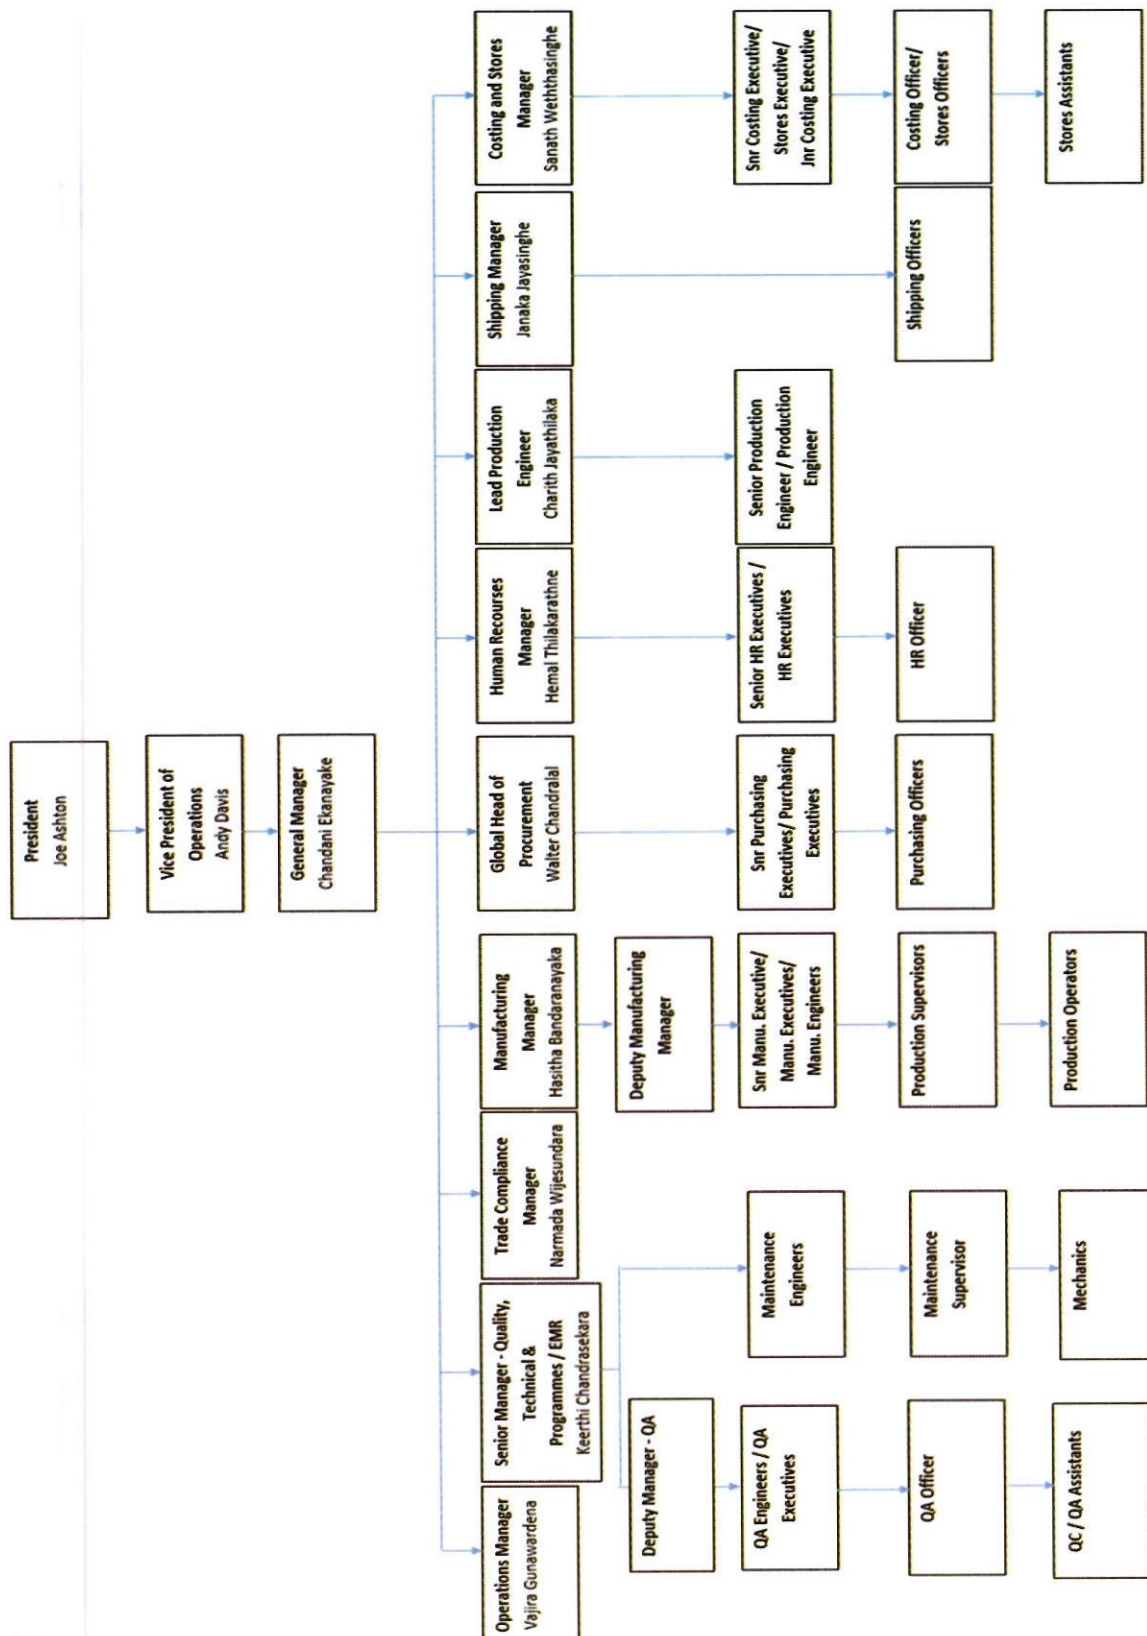 President
Joe Ashton
Vice President of
Operations
Andy Davis
General Manager
Chandani Ekanayake
Operations Manager
Vajira Gunawardena
Senior Manager - Quality,
Technical &
Programmes / EMR
Keerthi Chandrasekara
Trade Compliance
Manager
Narmada Wijesundara
Manufacturing
Manager
Hasitha Bandaranayaka
Global Head of
Procurement
Walter Chandralal
Human Recourses
Manager
Hemal Thilakarathne
Lead Production
Engineer
Charith Jayathilaka
Shipping Manager
Janaka Jayasinghe
Costing and Stores
Manager
Sanath Weththasinghe
Deputy Manager - QA
Deputy Manufacturing
Manager
QA Engineers / QA
Executives
Maintenance
Engineers
Snr Manu. Executive/
Manu. Executives/
Manu. Engineers
Snr Purchasing
Executives/ Purchasing
Executives
Senior HR Executives /
HR Executives
Senior Production
Engineer / Production
Engineer
Snr Costing Executive/
Stores Executive/
Jnr Costing Executive
QA Officer
Maintenance
Supervisor
Production Supervisors
Purchasing Officers
HR Officer
Shipping Officers
Costing Officer/
Stores Officers
QC / QA Assistants
Mechanics
Production Operators
Stores Assistants